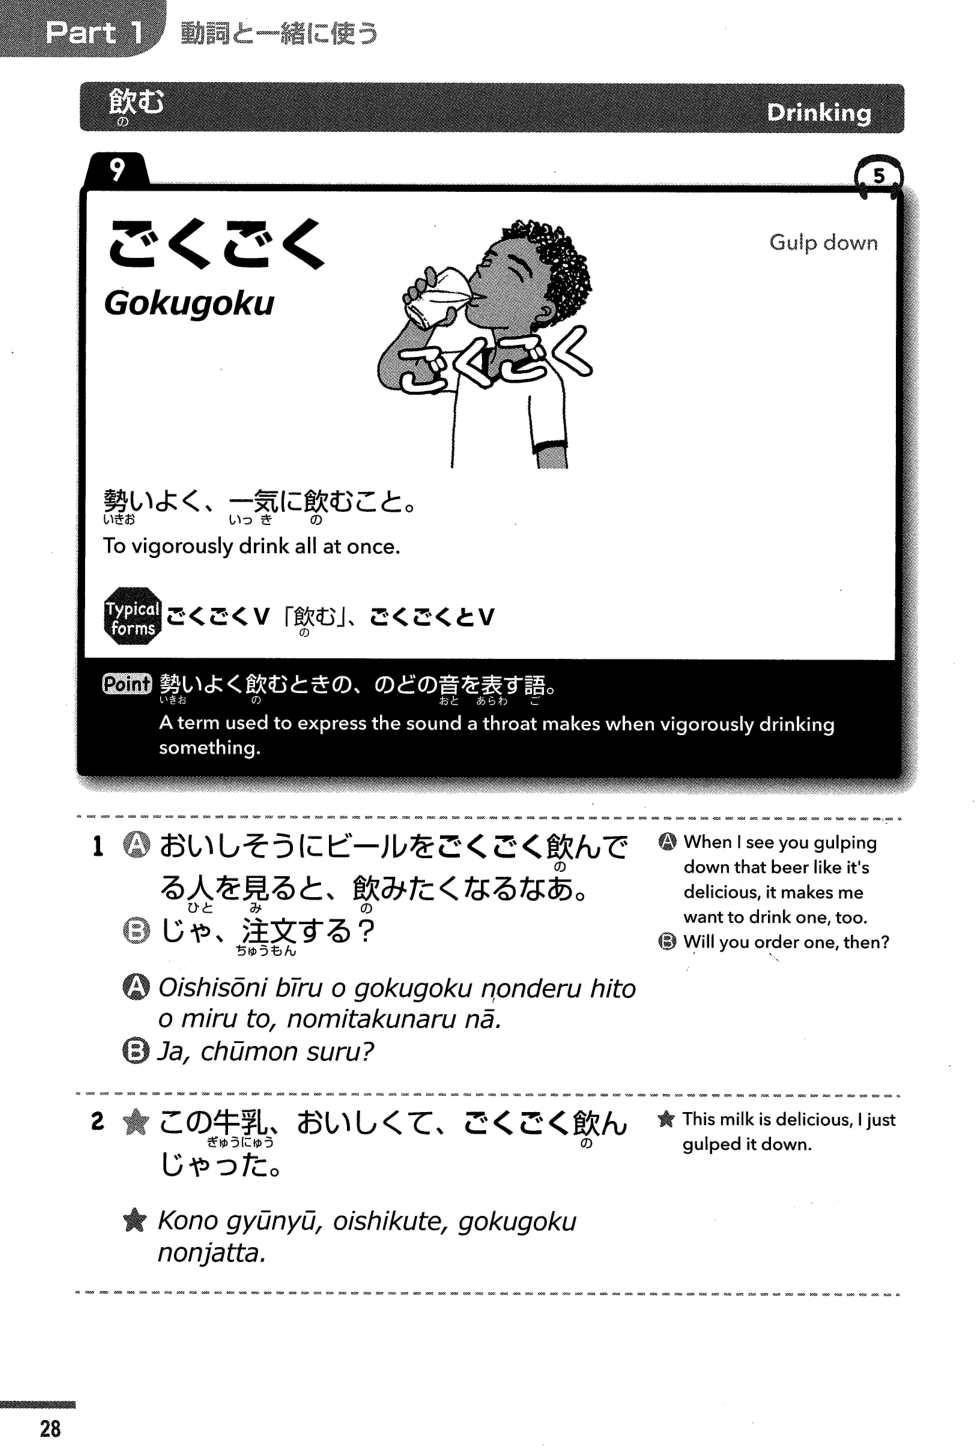 Part 1 動詞と一緒に使う
飲む
の
Drinking
9
5
ごくごく
Gulp down
Gokugoku
ごくごく
勢いよく、一気に飲むこと。
いきお いっき の
To vigorously drink all at once.
Typical forms ごくごくV「飲む」、ごくごくとV
の
Point 勢いよく飲むときの、のどの音を表す語。
いきお の おと あらわ ご
A term used to express the sound a throat makes when vigorously drinking
something.
1 A おいしそうにビールをごくごく飲んで
の
る人を見ると、飲みたくなるなあ。
ひと み の
B じゃ、注文する？
ちゅうもん
A When I see you gulping
down that beer like it's
delicious, it makes me
want to drink one, too.
B Will you order one, then?
A Oishisōni bīru o gokugoku nonderu hito
o miru to, nomitakunaru nā.
B Ja, chūmon suru?
2 ★ この牛乳、おいしくて、ごくごく飲ん
ぎゅうにゅう の
じゃった。
★ This milk is delicious, I just
gulped it down.
★ Kono gyūnyū, oishikute, gokugoku
nonjatta.
28